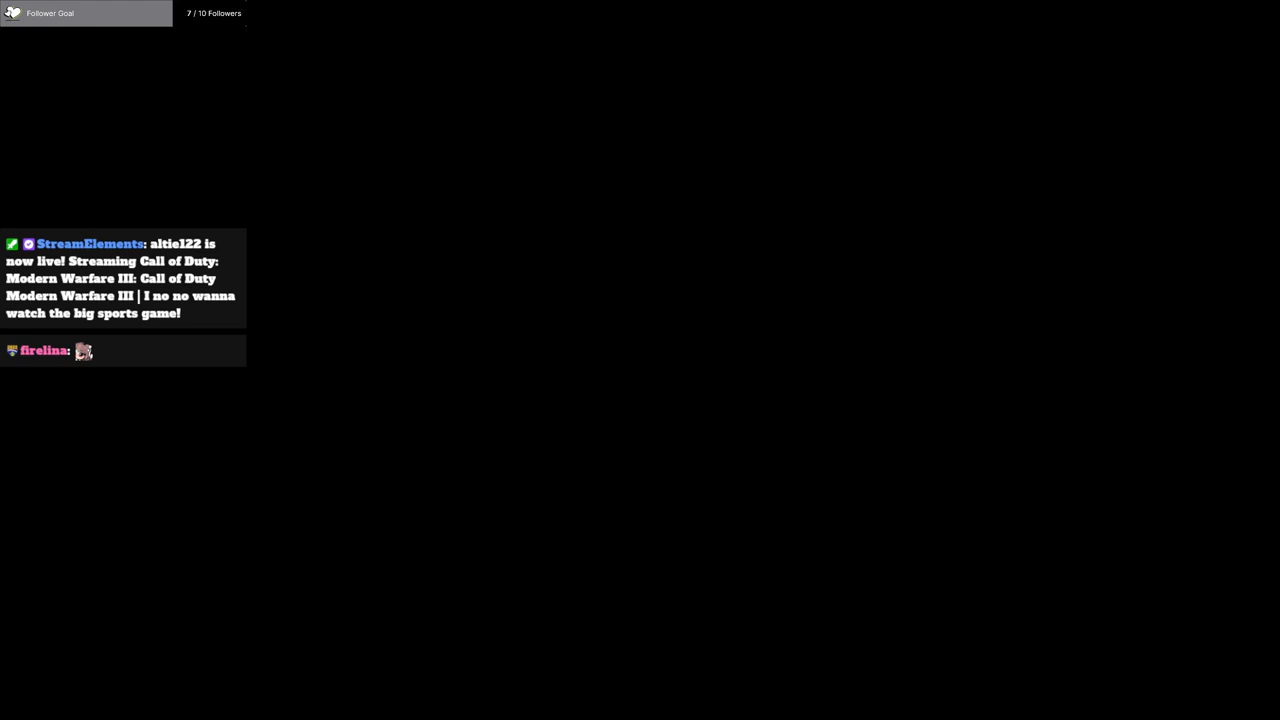 Follower Goal 7 / 10 Followers
StreamElements: altie122 is
now live! Streaming Call of Duty:
Modern Warfare III: Call of Duty
Modern Warfare III | I no no wanna
watch the big sports game!
firelina: